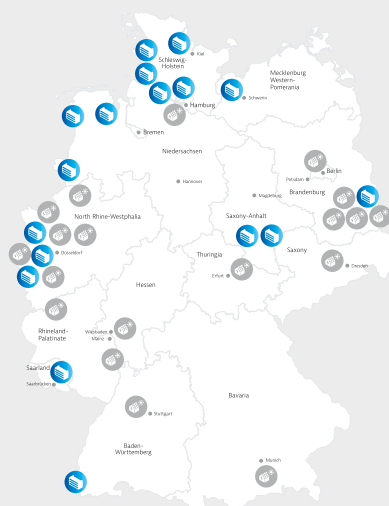 Kiel
Schleswig-
Holstein
Mecklenburg
Western-
Pomerania
Schwerin
Hamburg
Bremen
Niedersachsen
Berlin
Potsdam
Hannover
Magdeburg
Brandenburg
North Rhine-Westphalia
Saxony-Anhalt
Düsseldorf
Thuringia
Saxony
Dresden
Erfurt
Hessen
Rhineland-
Palatinate
Wiesbaden
Mainz
Saarland
Saarbrücken
Bavaria
Stuttgart
Baden-
Württemberg
Munich